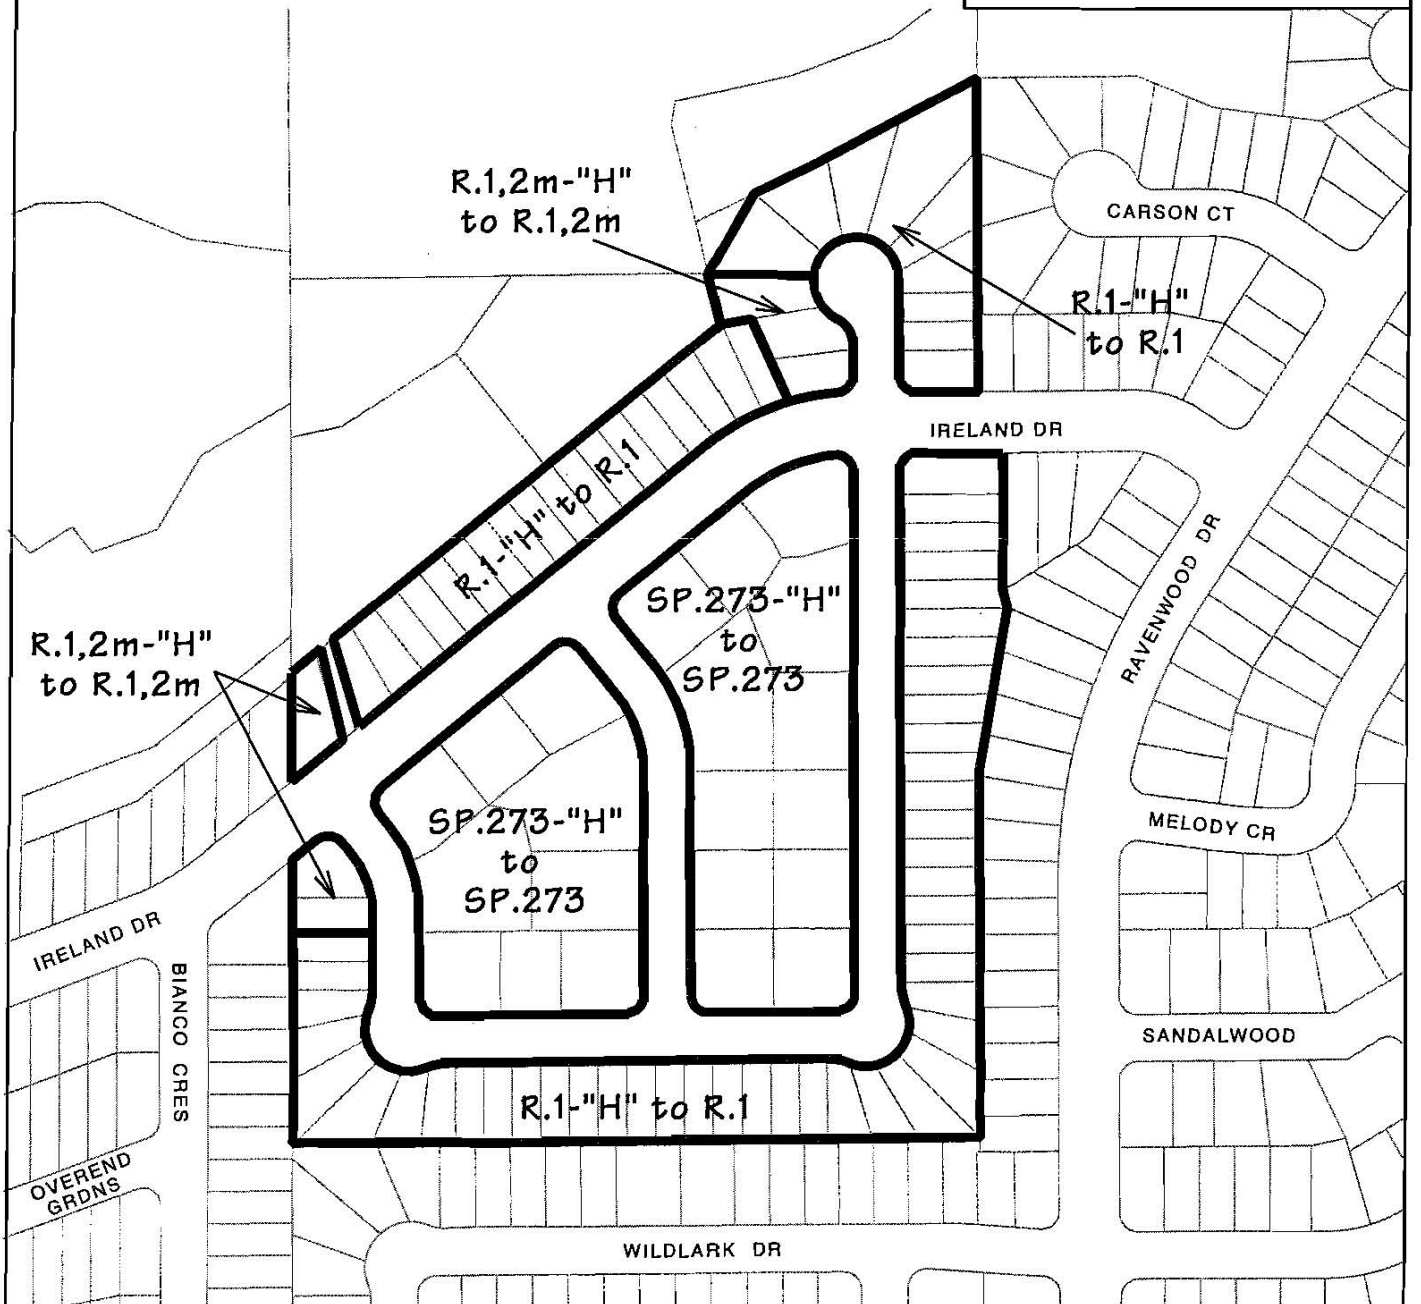 R.1,2m-"H"
to R.1,2m
CARSON CT
R.1-"H"
to R.1
IRELAND DR
R.1-"H" to R.1
SP.273-"H"
to
SP.273
RAVENWOOD DR
R.1,2m-"H"
to R.1,2m
SP.273-"H"
to
SP.273
MELODY CR
IRELAND DR
BIANCO CRES
SANDALWOOD
R.1-"H" to R.1
OVEREND
GRDNS
WILDLARK DR